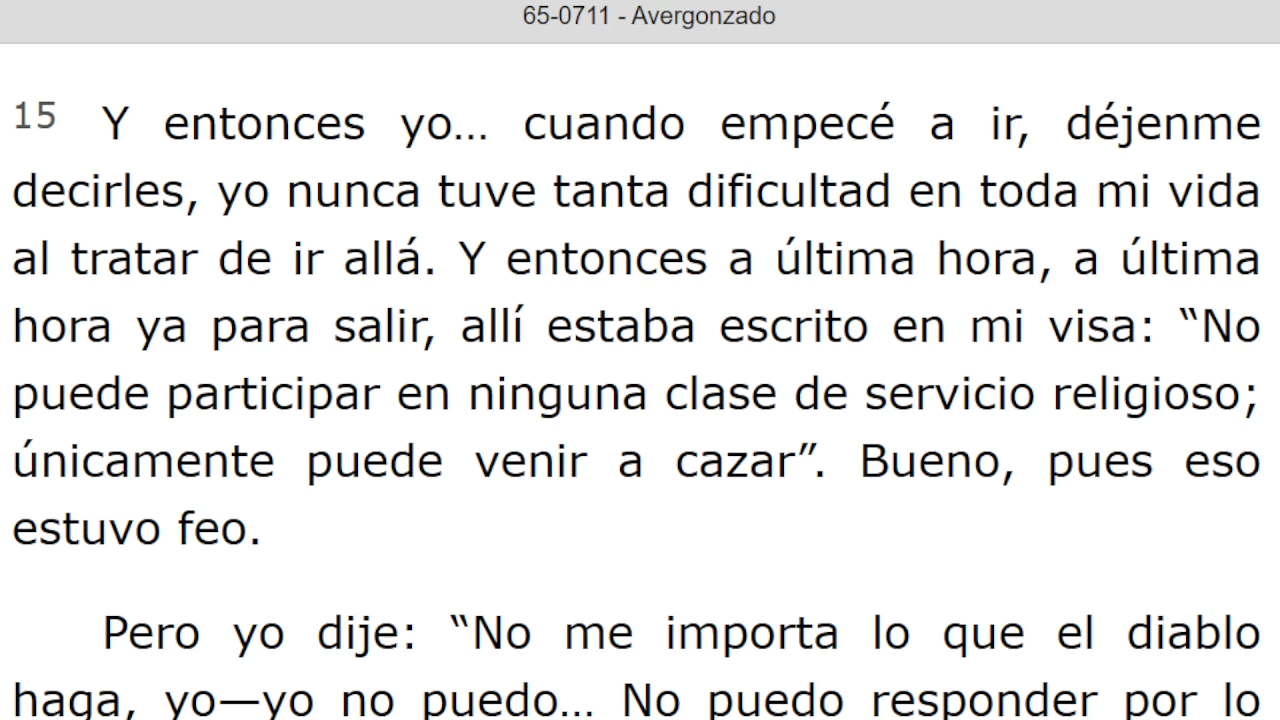 65-0711 - Avergonzado
15 Y entonces yo… cuando empecé a ir, déjenme
decirles, yo nunca tuve tanta dificultad en toda mi vida
al tratar de ir allá. Y entonces a última hora, a última
hora ya para salir, allí estaba escrito en mi visa: “No
puede participar en ninguna clase de servicio religioso;
únicamente puede venir a cazar”. Bueno, pues eso
estuvo feo.
Pero yo dije: “No me importa lo que el diablo
haga, yo—yo no puedo… No puedo responder por lo